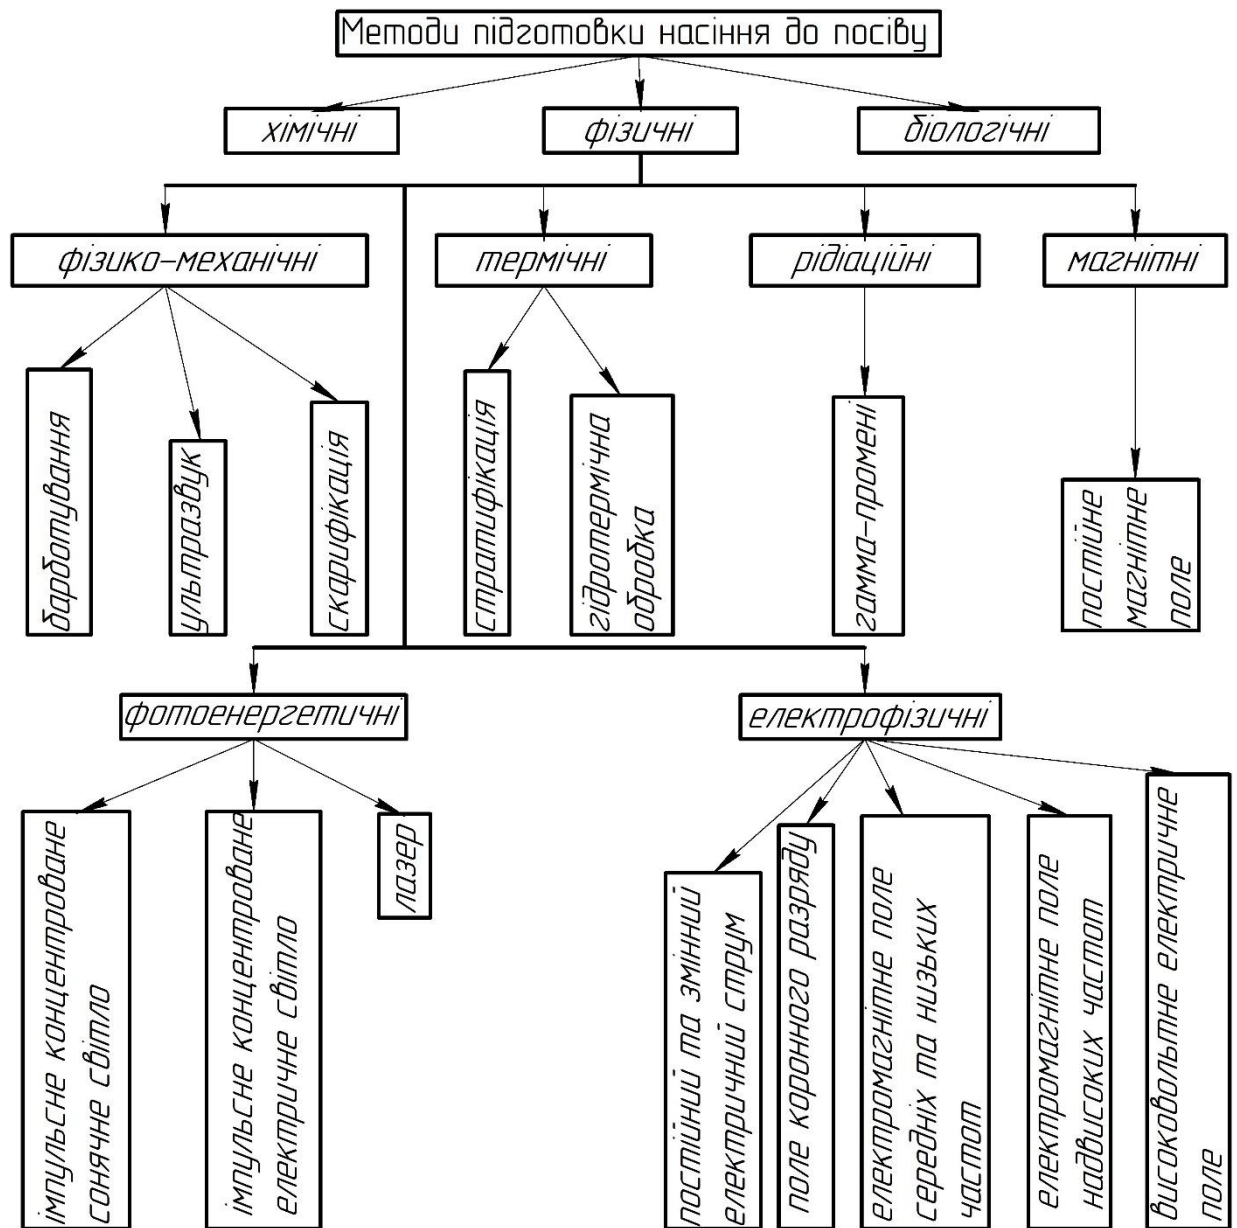 Методи підготовки насіння до посіву
хімічні
фізичні
біологічні
фізико-механічні
термічні
рідіаційні
магнітні
барботування
ультразвук
скарифікація
стратифікація
гідротермічна
обробка
гамма-промені
постійне
магнітне
поле
фотоенергетичні
електрофізичні
імпульсне концентроване
сонячне світло
імпульсне концентроване
електричне світло
лазер
постійний та змінний
електричний струм
поле коронного разряду
електромагнітне поле
середніх та низьких
частот
електромагнітне поле
надвисоких частот
високовольтне електричне
поле